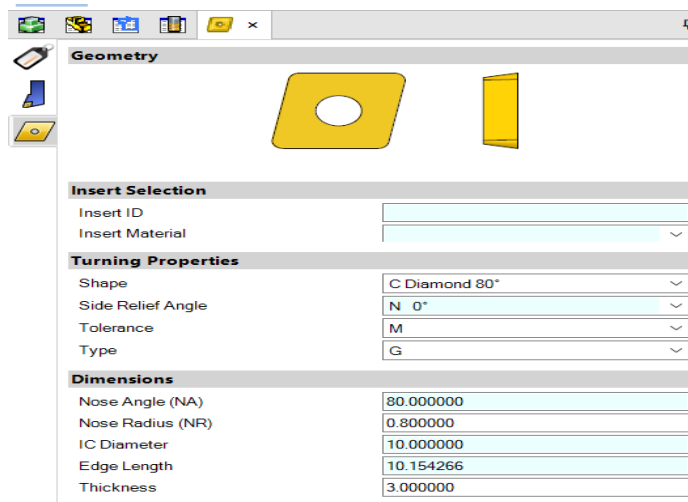 Geometry
Insert Selection
Insert ID
Insert Material
Turning Properties
Shape C Diamond 80°
Side Relief Angle N 0°
Tolerance M
Type G
Dimensions
Nose Angle (NA) 80.000000
Nose Radius (NR) 0.800000
IC Diameter 10.000000
Edge Length 10.154266
Thickness 3.000000